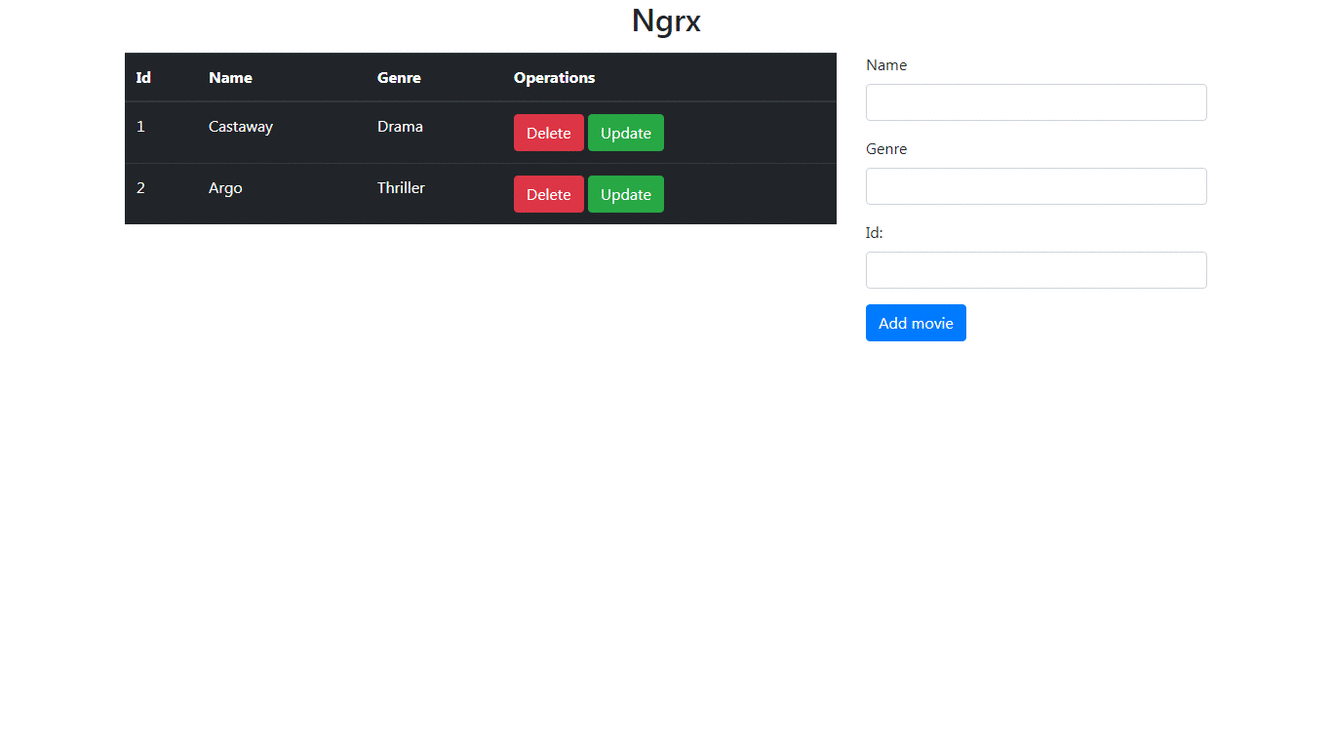 Ngrx
Id Name Genre Operations
1 Castaway Drama Delete Update
2 Argo Thriller Delete Update
Name
Genre
Id:
Add movie